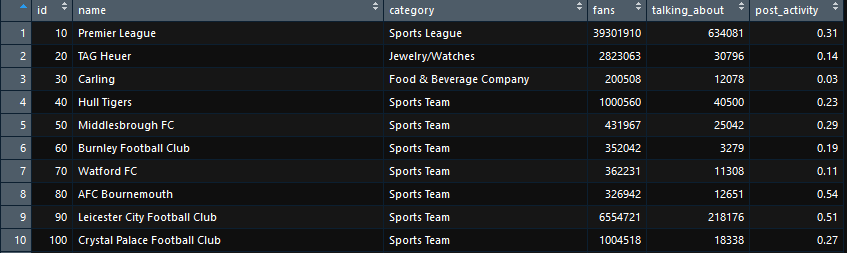 id name category fans talking_about post_activity
1 10 Premier League Sports League 39301910 634081 0.31
2 20 TAG Heuer Jewelry/Watches 2823063 30796 0.14
3 30 Carling Food & Beverage Company 200508 12078 0.03
4 40 Hull Tigers Sports Team 1000560 40500 0.23
5 50 Middlesbrough FC Sports Team 431967 25042 0.29
6 60 Burnley Football Club Sports Team 352042 3279 0.19
7 70 Watford FC Sports Team 362231 11308 0.11
8 80 AFC Bournemouth Sports Team 326942 12651 0.54
9 90 Leicester City Football Club Sports Team 6554721 218176 0.51
10 100 Crystal Palace Football Club Sports Team 1004518 18338 0.27